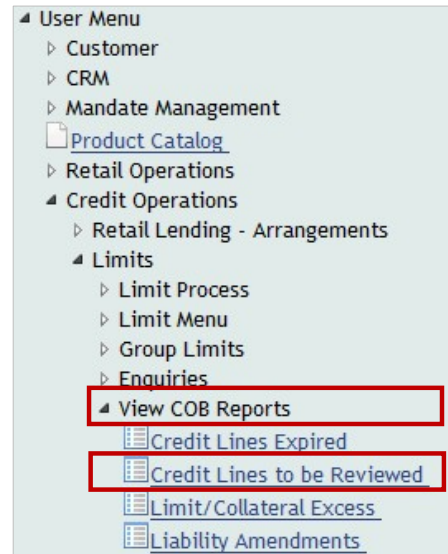 User Menu
Customer
CRM
Mandate Management
Product Catalog
Retail Operations
Credit Operations
Retail Lending - Arrangements
Limits
Limit Process
Limit Menu
Group Limits
Enquiries
View COB Reports
Credit Lines Expired
Credit Lines to be Reviewed
Limit/Collateral Excess
Liability Amendments